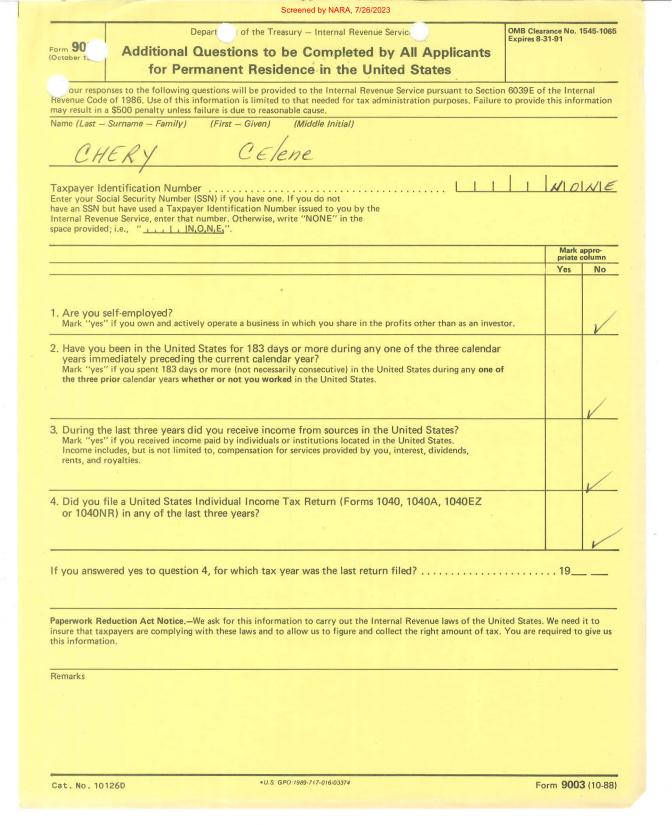 Screened by NARA, 7/26/2023
Depart of the Treasury — Internal Revenue Servic
OMB Clearance No. 1545-1065
Expires 8-31-91
Form 90
(October 1
Additional Questions to be Completed by All Applicants
for Permanent Residence in the United States
our responses to the following questions will be provided to the Internal Revenue Service pursuant to Section 6039E of the Internal
Revenue Code of 1986. Use of this information is limited to that needed for tax administration purposes. Failure to provide this information
may result in a $500 penalty unless failure is due to reasonable cause.
Name (Last — Surname — Family) (First — Given) (Middle Initial)
CHERY Celene
Taxpayer Identification Number ...................................... NONE
Enter your Social Security Number (SSN) if you have one. If you do not
have an SSN but have used a Taxpayer Identification Number issued to you by the
Internal Revenue Service, enter that number. Otherwise, write "NONE" in the
space provided; i.e., " N,O,N,E,".
Mark appro-
priate column
Yes No
1. Are you self-employed?
Mark "yes" if you own and actively operate a business in which you share in the profits other than as an investor.
✓
2. Have you been in the United States for 183 days or more during any one of the three calendar
years immediately preceding the current calendar year?
Mark "yes" if you spent 183 days or more (not necessarily consecutive) in the United States during any one of
the three prior calendar years whether or not you worked in the United States.
✓
3. During the last three years did you receive income from sources in the United States?
Mark "yes" if you received income paid by individuals or institutions located in the United States.
Income includes, but is not limited to, compensation for services provided by you, interest, dividends,
rents, and royalties.
✓
4. Did you file a United States Individual Income Tax Return (Forms 1040, 1040A, 1040EZ
or 1040NR) in any of the last three years?
✓
If you answered yes to question 4, for which tax year was the last return filed? ...................... 19__ __
Paperwork Reduction Act Notice.—We ask for this information to carry out the Internal Revenue laws of the United States. We need it to
insure that taxpayers are complying with these laws and to allow us to figure and collect the right amount of tax. You are required to give us
this information.
Remarks
Cat. No. 10126D
*U.S. GPO:1989-717-016/03374
Form 9003 (10-88)